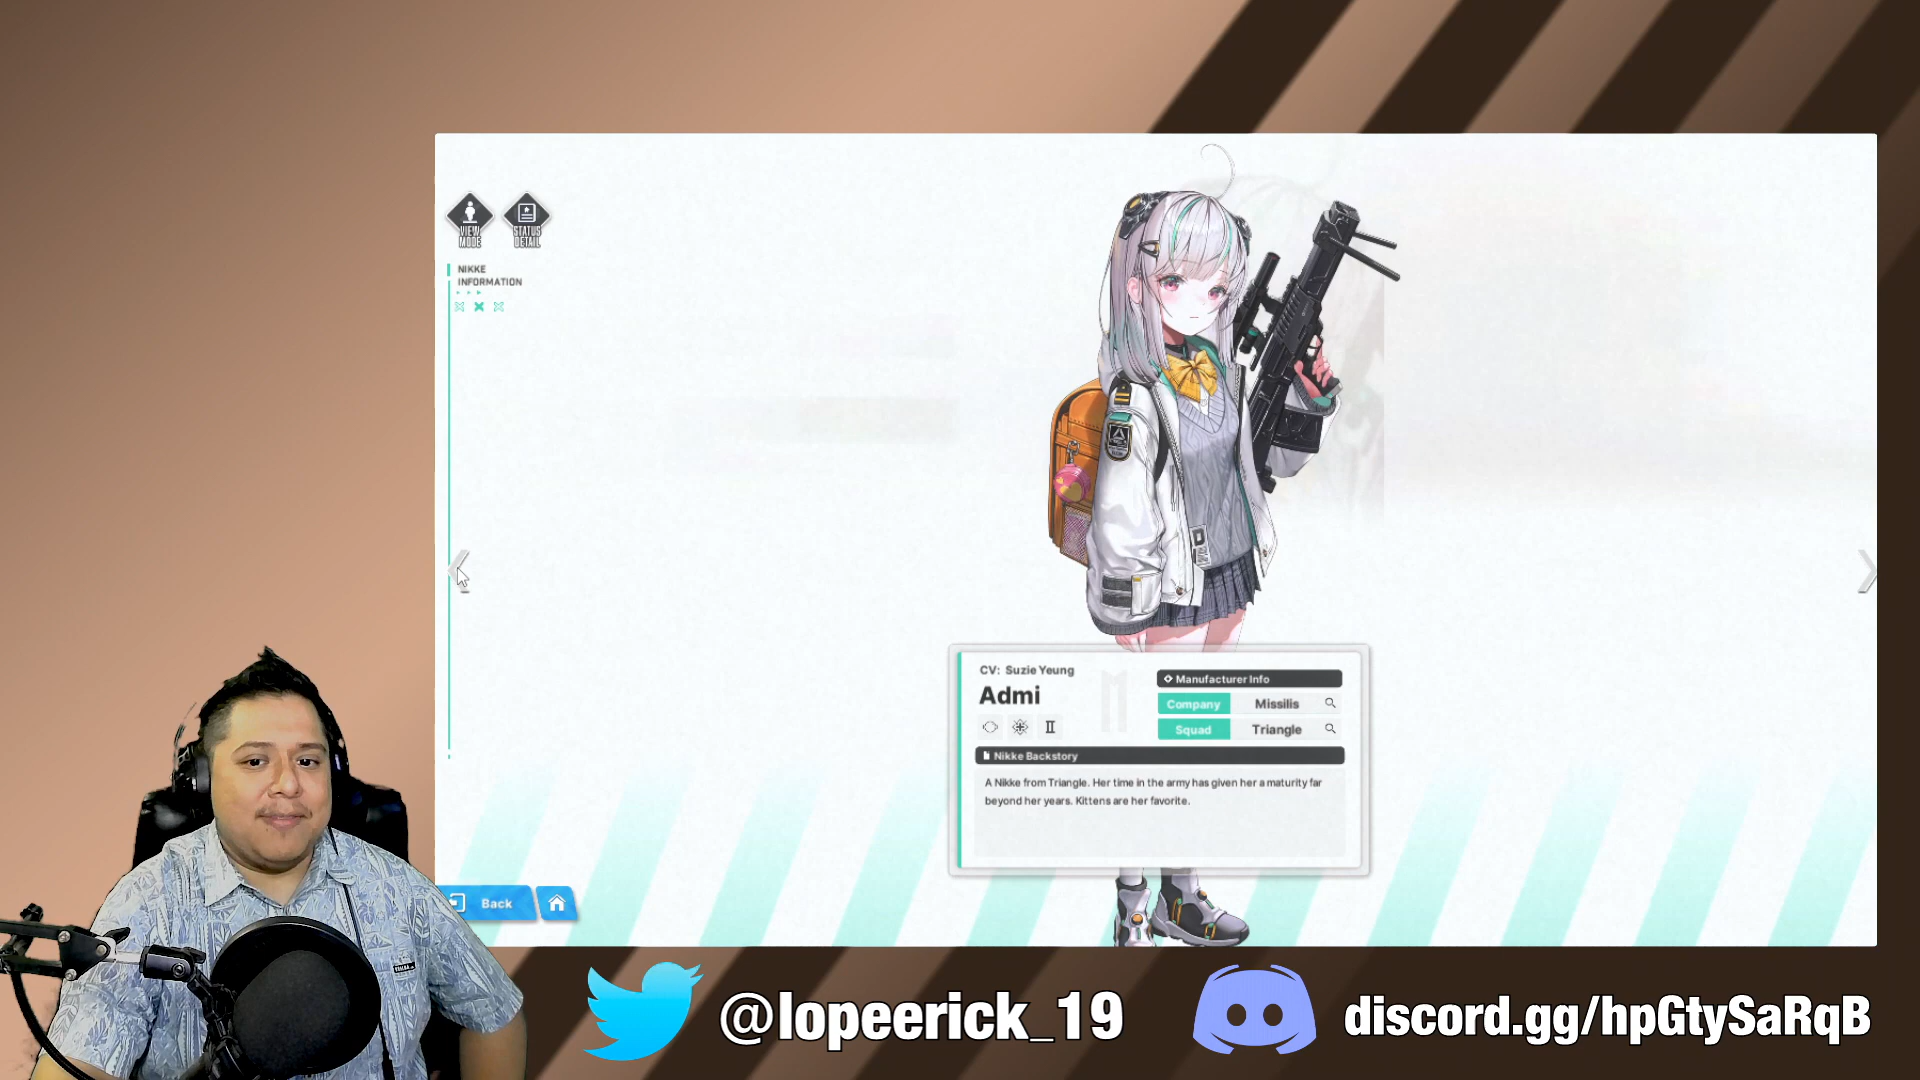 VIEW
MODE
STATUS
DETAIL
NIKKE
INFORMATION
CV: Suzie Yeung
Admi
II
Manufacturer Info
Company Missilis
Squad Triangle
Nikke Backstory
A Nikke from Triangle. Her time in the army has given her a maturity far
beyond her years. Kittens are her favorite.
Back
@lopeerick_19
discord.gg/hpGtySaRqB